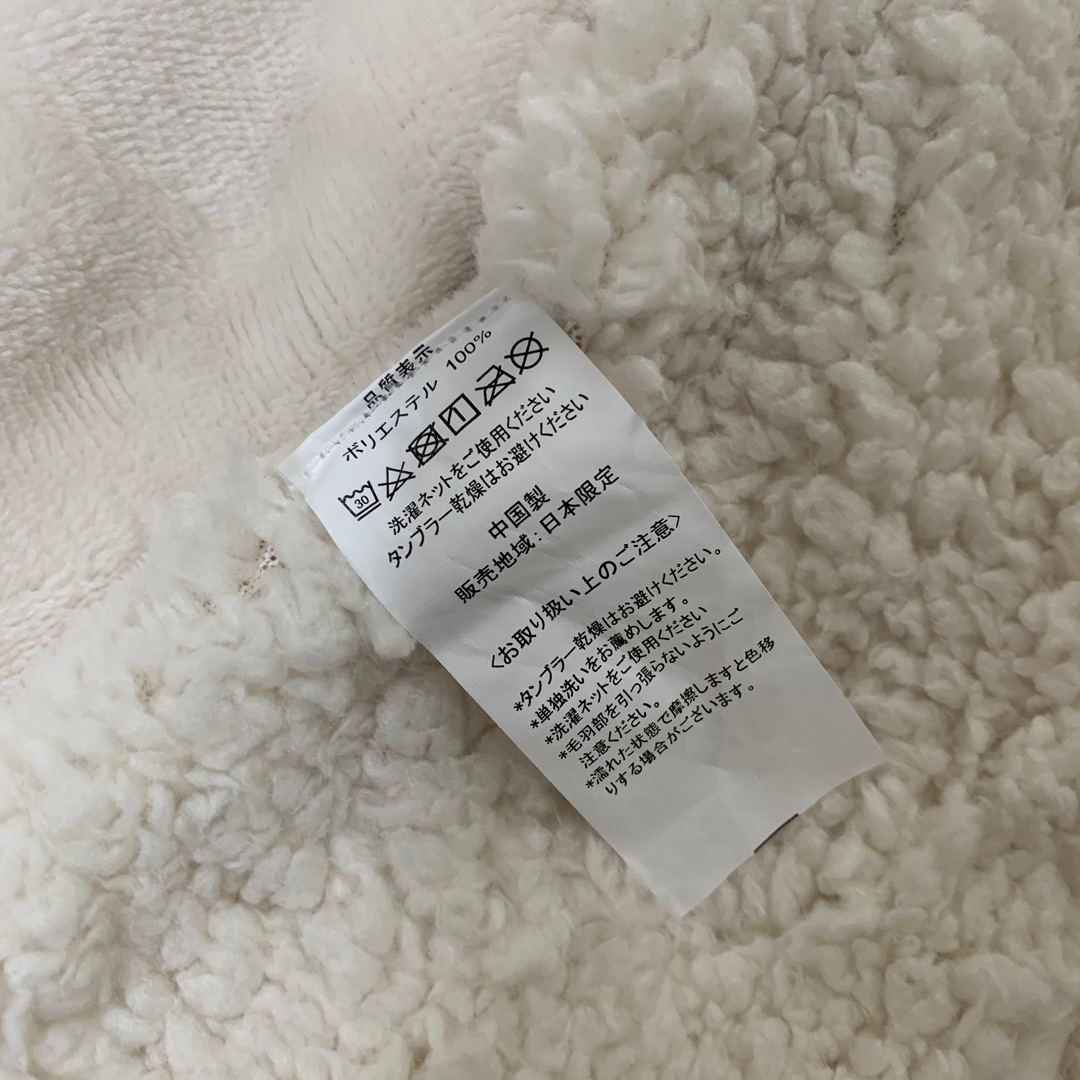 品質表示
ポリエステル 100%
30
洗濯ネットをご使用ください
タンブラー乾燥はお避けください
中国製
販売地域：日本限定
〈お取り扱い上のご注意〉
*タンブラー乾燥はお避けください。
*単独洗いをお薦めします。
*洗濯ネットをご使用ください
*毛羽部を引っ張らないようにご
注意ください。
*濡れた状態で摩擦しますと色移
りする場合がございます。